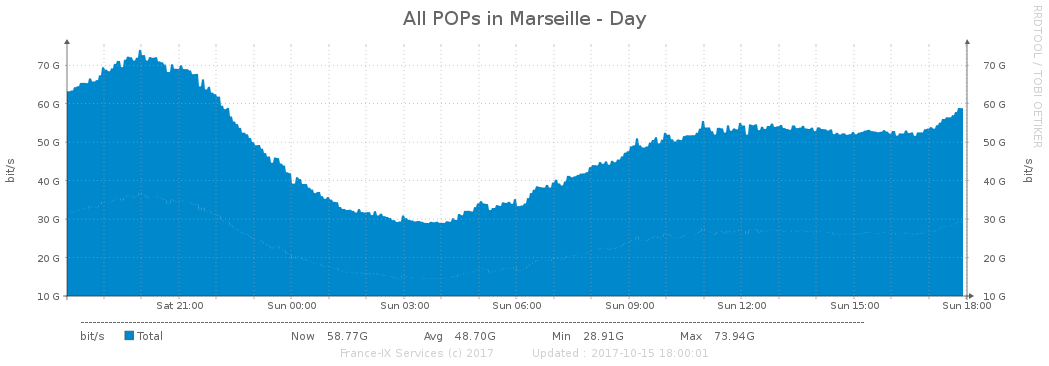 All POPs in Marseille - Day
RRDTOOL / TOBI OETIKER
bit/s
70 G
60 G
50 G
40 G
30 G
20 G
10 G
70 G
60 G
50 G
40 G
30 G
20 G
10 G
bit/s
Sat 21:00 Sun 00:00 Sun 03:00 Sun 06:00 Sun 09:00 Sun 12:00 Sun 15:00 Sun 18:00
bit/s Total Now 58.77G Avg 48.70G Min 28.91G Max 73.94G
France-IX Services (c) 2017 Updated : 2017-10-15 18:00:01